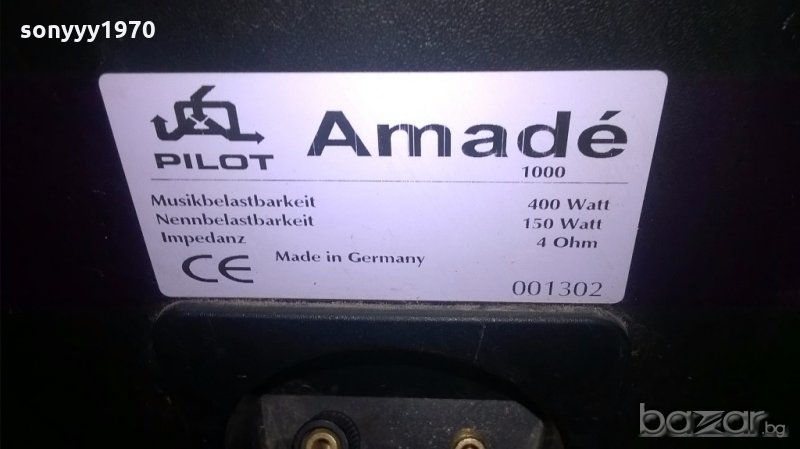 sonyyy1970
PILOT
Amadé
1000
Musikbelastbarkeit 400 Watt
Nennbelastbarkeit 150 Watt
Impedanz 4 Ohm
CE Made in Germany
001302
bazar.bg